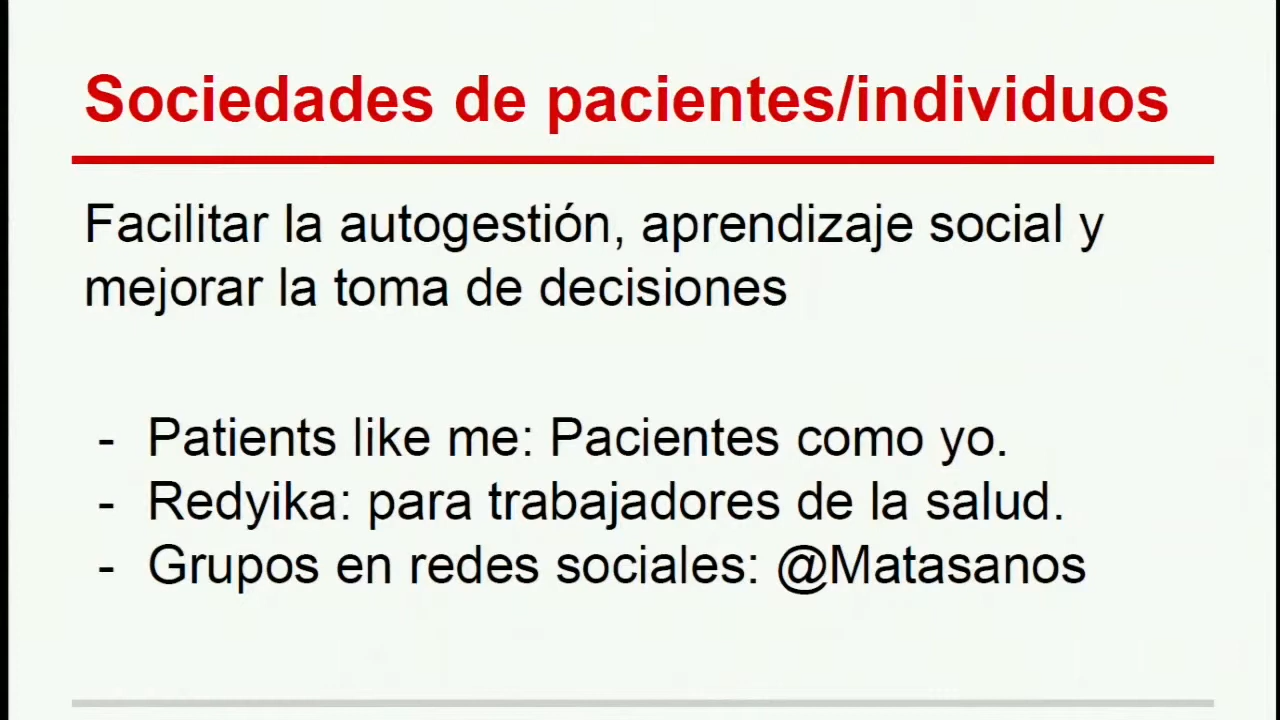 Sociedades de pacientes/individuos
Facilitar la autogestión, aprendizaje social y
mejorar la toma de decisiones
- Patients like me: Pacientes como yo.
- Redyika: para trabajadores de la salud.
- Grupos en redes sociales: @Matasanos